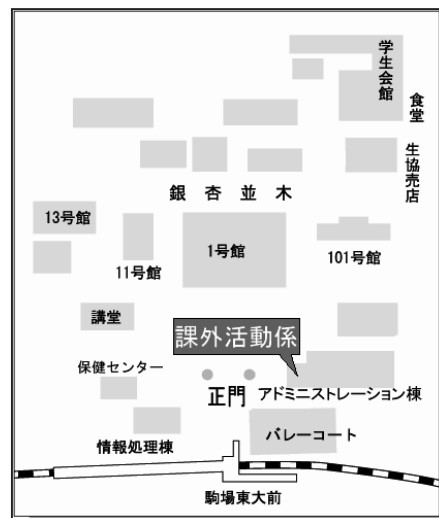 学生会館
食堂
生協売店
銀杏並木
13号館
11号館
1号館
101号館
講堂
課外活動係
保健センター
正門
アドミニストレーション棟
情報処理棟
バレーコート
駒場東大前